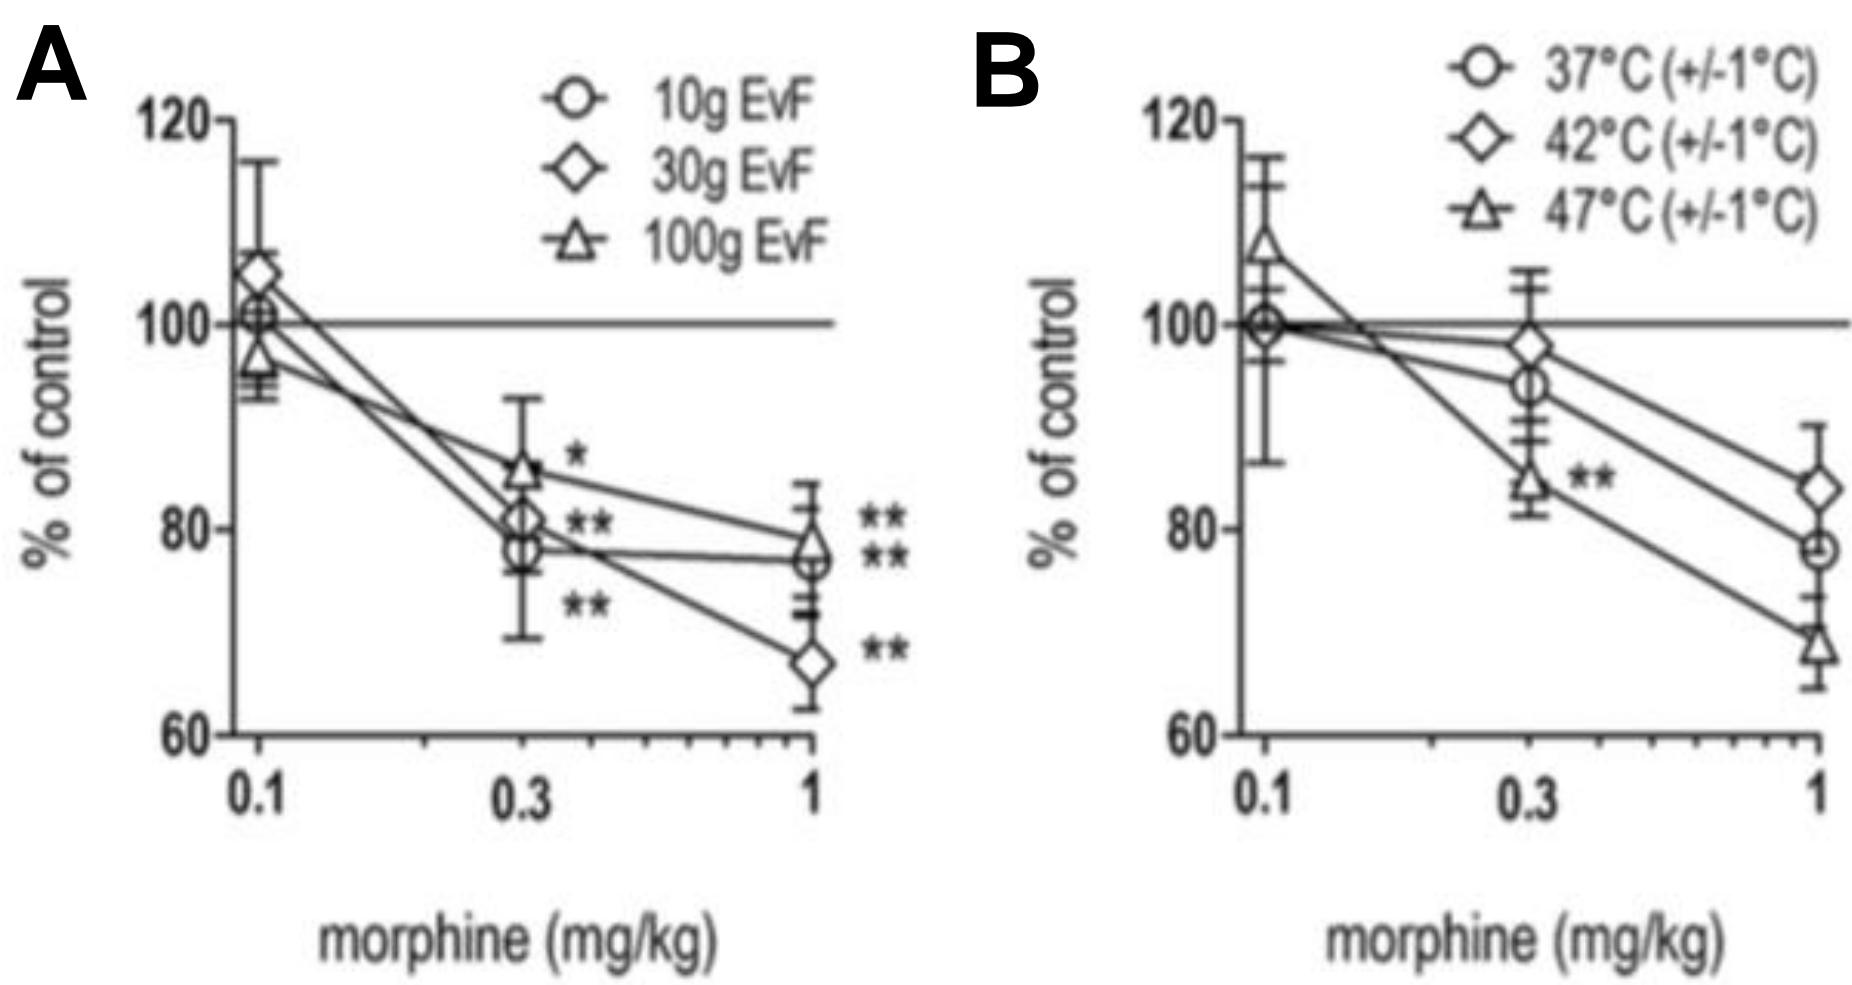 A
B
10g EvF
30g EvF
100g EvF
37°C (+/-1°C)
42°C (+/-1°C)
47°C (+/-1°C)
% of control
120
100
80
60
0.1
0.3
1
*
**
**
**
**
**
morphine (mg/kg)
% of control
120
100
80
60
0.1
0.3
1
**
morphine (mg/kg)